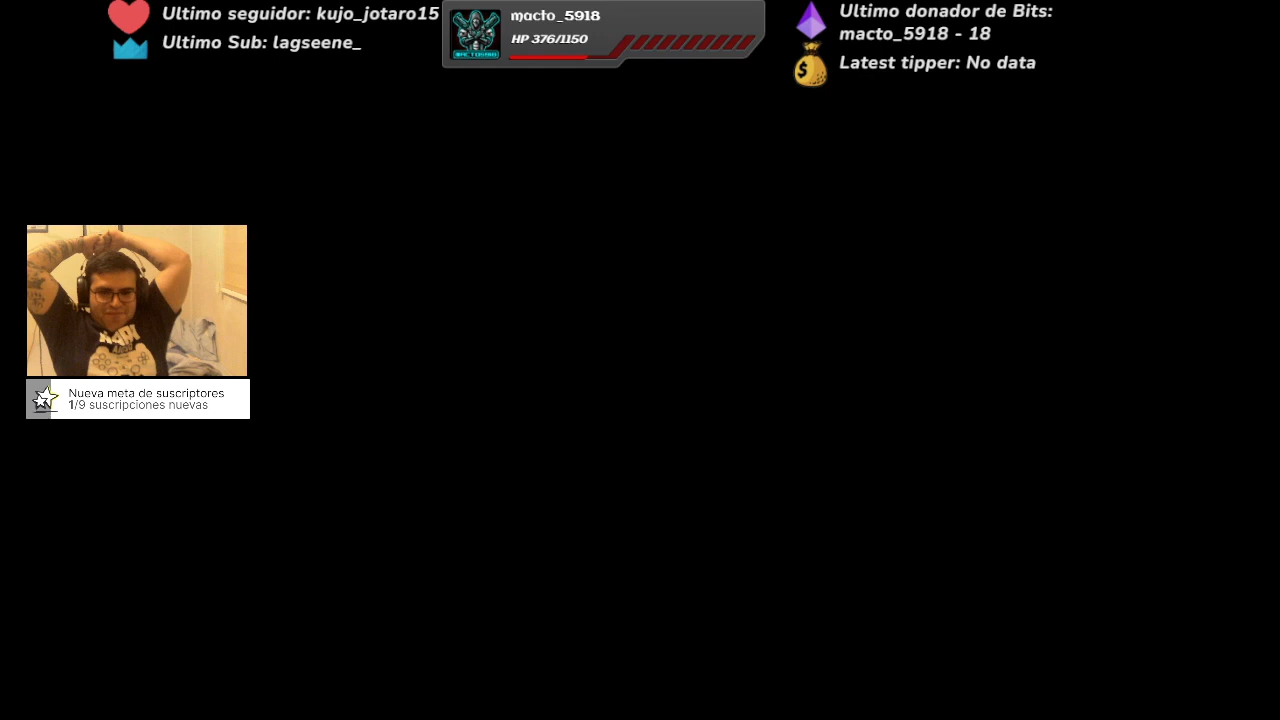 Ultimo seguidor: kujo_jotaro15
Ultimo Sub: lagseene_
macto_5918
HP 376/1150
Ultimo donador de Bits:
macto_5918 - 18
Latest tipper: No data
Nueva meta de suscriptores
1/9 suscripciones nuevas